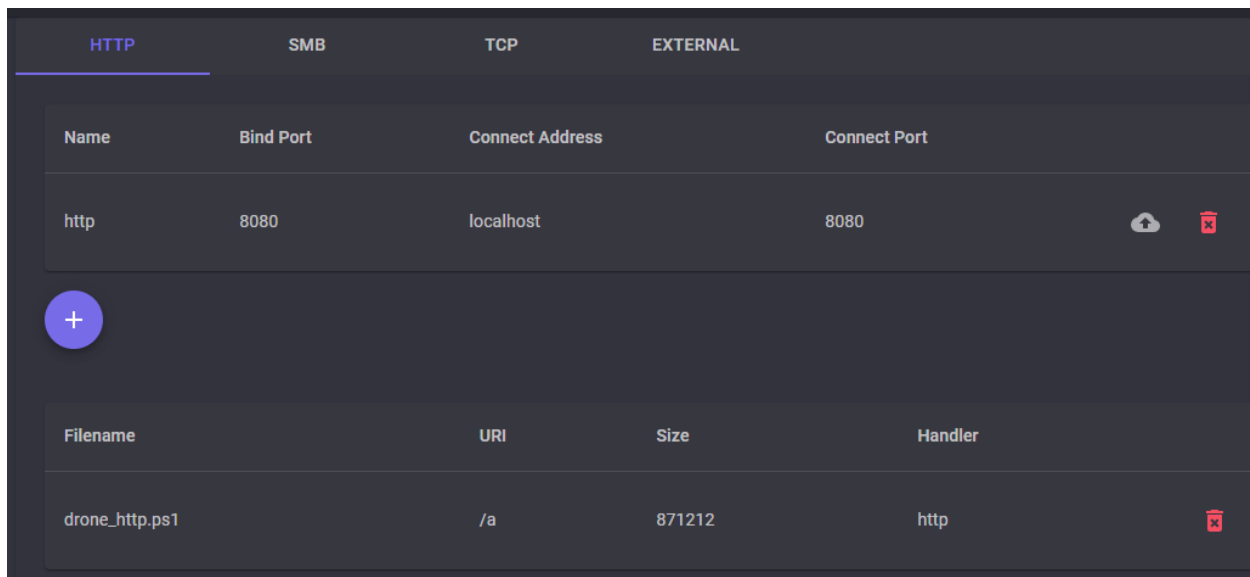 HTTP SMB TCP EXTERNAL
Name Bind Port Connect Address Connect Port
http 8080 localhost 8080
Filename URI Size Handler
drone_http.ps1 /a 871212 http